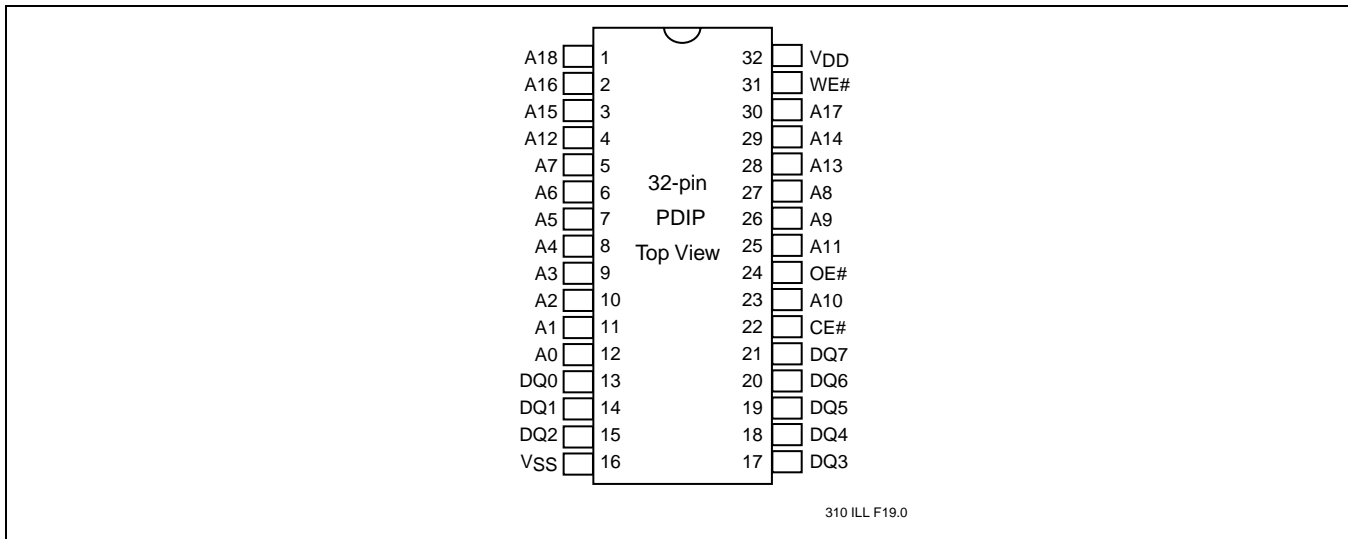 A18 1 32 VDD
A16 2 31 WE#
A15 3 30 A17
A12 4 29 A14
A7 5 28 A13
A6 6 27 A8
A5 7 26 A9
A4 8 25 A11
A3 9 24 OE#
A2 10 23 A10
A1 11 22 CE#
A0 12 21 DQ7
DQ0 13 20 DQ6
DQ1 14 19 DQ5
DQ2 15 18 DQ4
VSS 16 17 DQ3
32-pin
PDIP
Top View
310 ILL F19.0